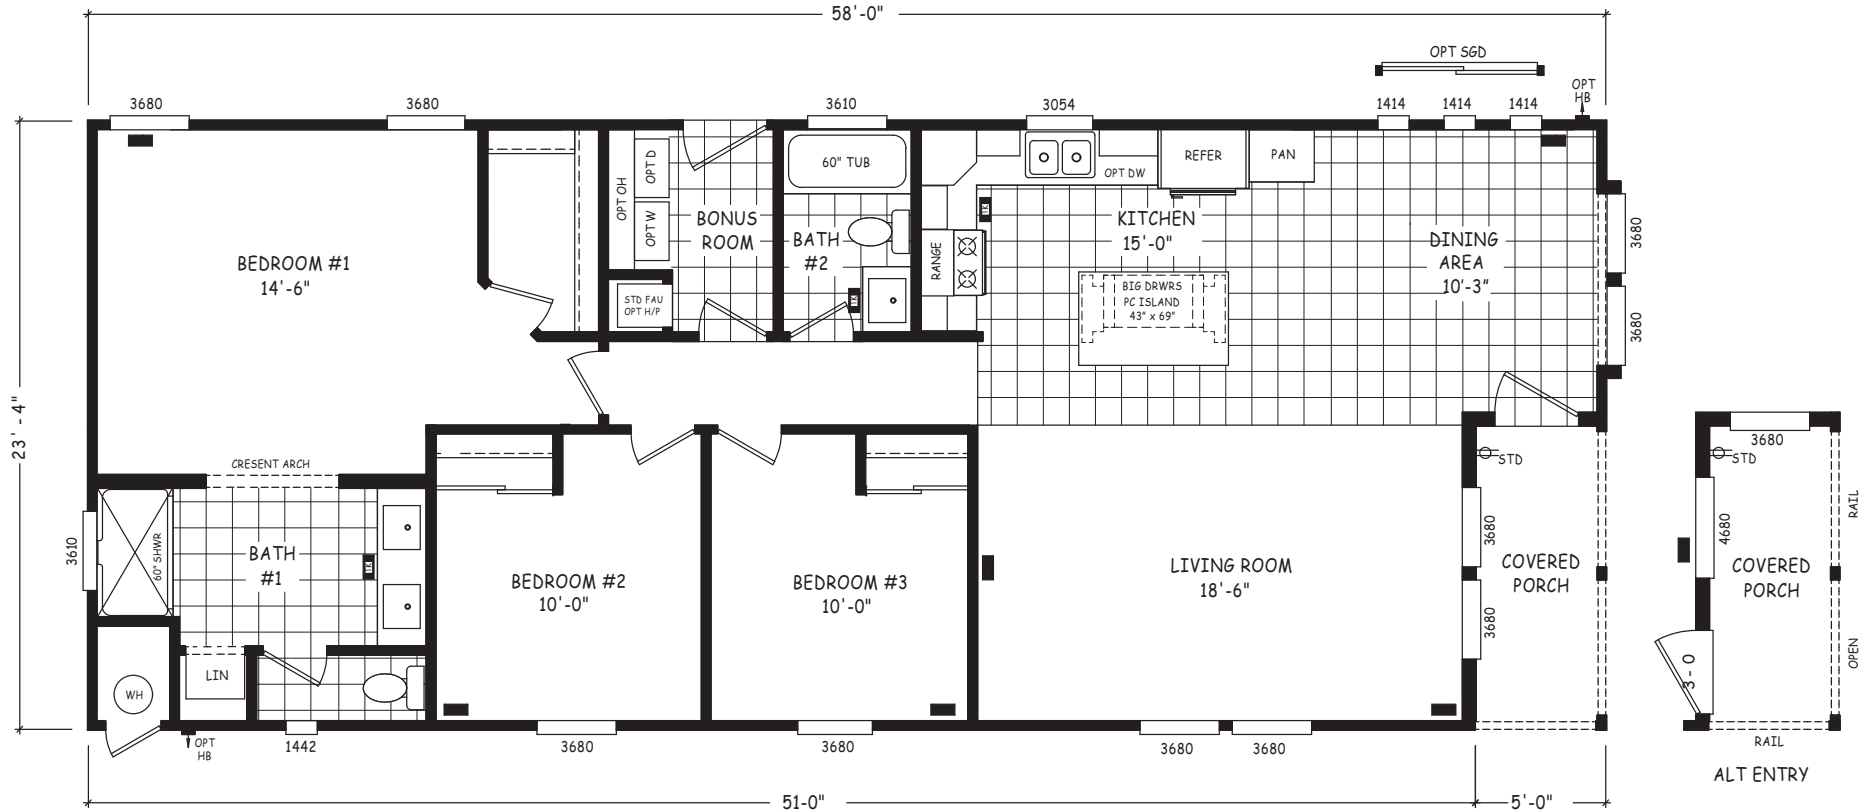 58'-0"
OPT SGD
3680
3680
3610
3054
1414
1414
1414
OPT
HB
23' -4"
BEDROOM #1
14'-6"
OPT OH
OPT D
OPT W
BONUS
ROOM
STD FAU
OPT H/P
60" TUB
BATH
#2
TK
RANGE
TK
OPT DW
REFER
PAN
KITCHEN
15'-0"
BIG DRWRS
PC ISLAND
43" x 69"
DINING
AREA
10'-3"
3680
3680
CRESENT ARCH
3610
60" SHWR
BATH
#1
TK
LIN
WH
OPT
HB
1442
BEDROOM #2
10'-0"
3680
BEDROOM #3
10'-0"
3680
LIVING ROOM
18'-6"
3680
3680
STD
3680
3680
COVERED
PORCH
3680
STD
4680
COVERED
PORCH
3-0
RAIL
OPEN
RAIL
ALT ENTRY
51-0"
5'-0"